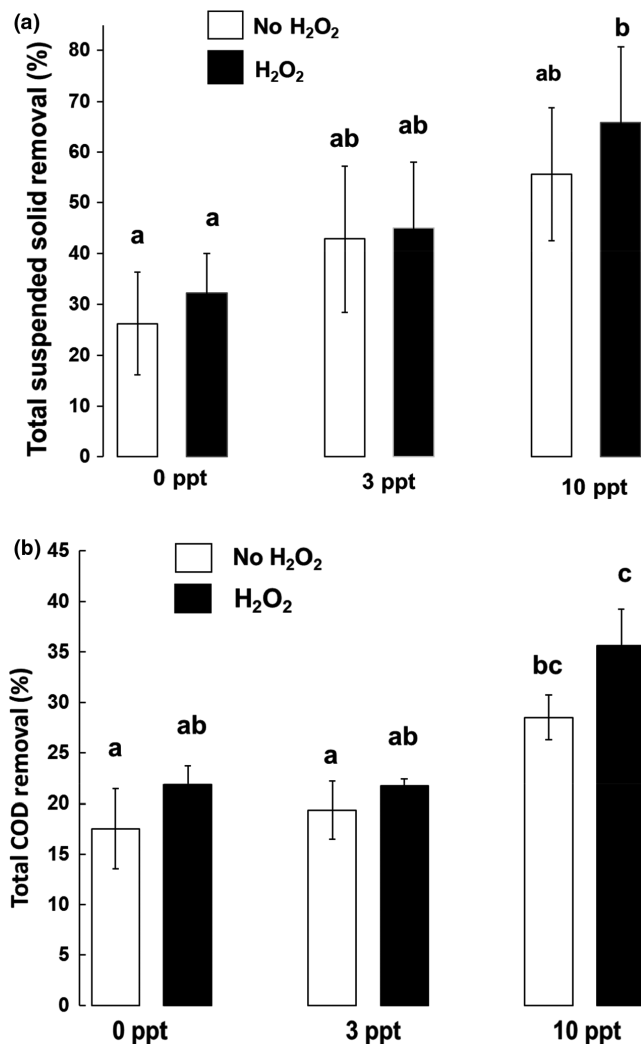 (a)
No H₂O₂
H₂O₂
Total suspended solid removal (%)
80
70
60
50
40
30
20
10
0
a
a
ab
ab
ab
b
0 ppt
3 ppt
10 ppt
(b)
No H₂O₂
H₂O₂
Total COD removal (%)
45
40
35
30
25
20
15
10
5
0
a
ab
a
ab
bc
c
0 ppt
3 ppt
10 ppt